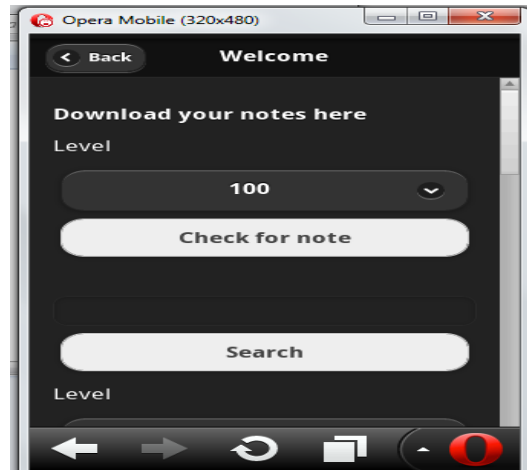 Opera Mobile (320x480)
Back
Welcome
Download your notes here
Level
100
Check for note
Search
Level